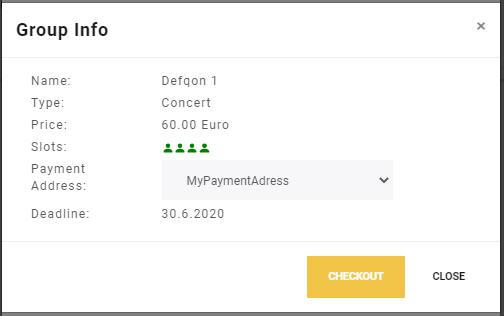 Group Info ×
Name: Defqon 1
Type: Concert
Price: 60.00 Euro
Slots:
Payment
Address: MyPaymentAdress
Deadline: 30.6.2020
CHECKOUT CLOSE